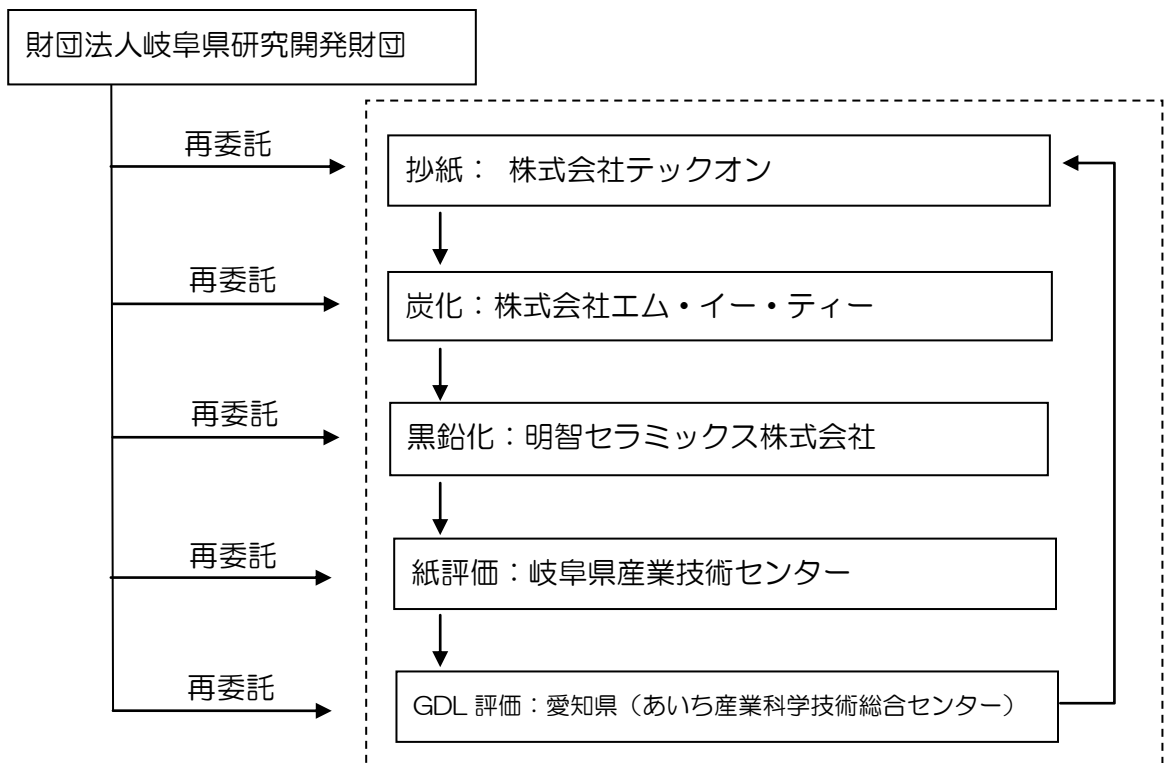 財団法人岐阜県研究開発財団
再委託
抄紙： 株式会社テックオン
再委託
炭化：株式会社エム・イー・ティー
再委託
黒鉛化：明智セラミックス株式会社
再委託
紙評価：岐阜県産業技術センター
再委託
GDL 評価：愛知県（あいち産業科学技術総合センター）